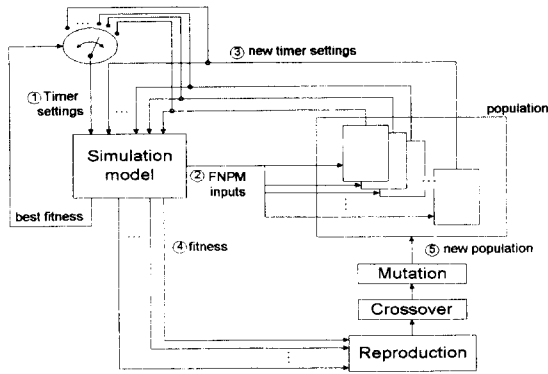 ③ new timer settings
① Timer
settings
population
Simulation
model
② FNPM
inputs
best fitness
④ fitness
⑤ new population
Mutation
Crossover
Reproduction